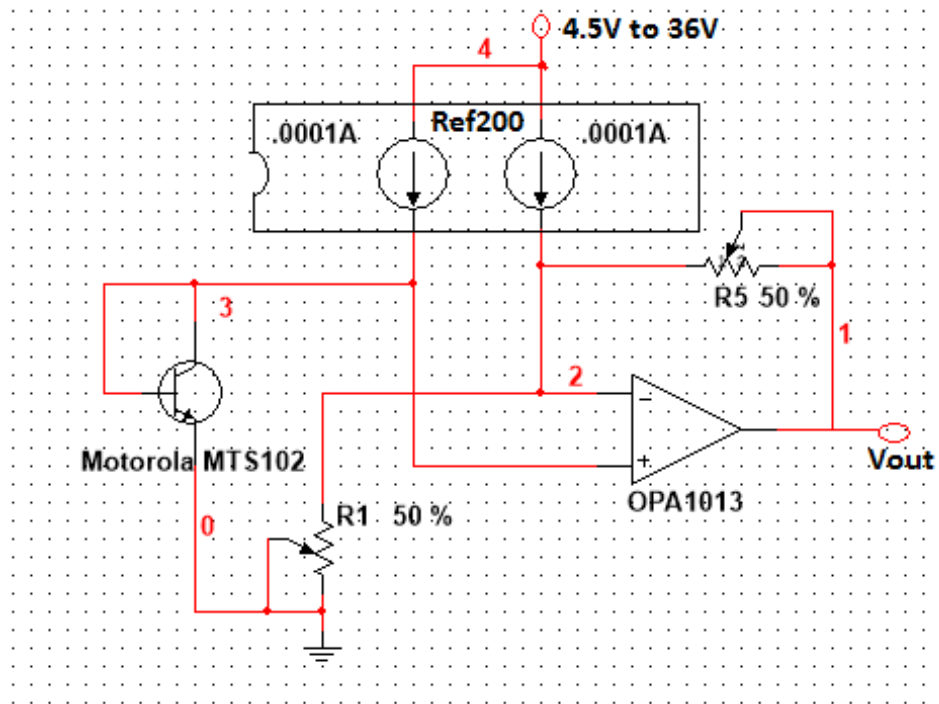 4.5V to 36V
4
.0001A
Ref200
.0001A
R5 50 %
3
1
2
Motorola MTS102
Vout
OPA1013
R1 50 %
0